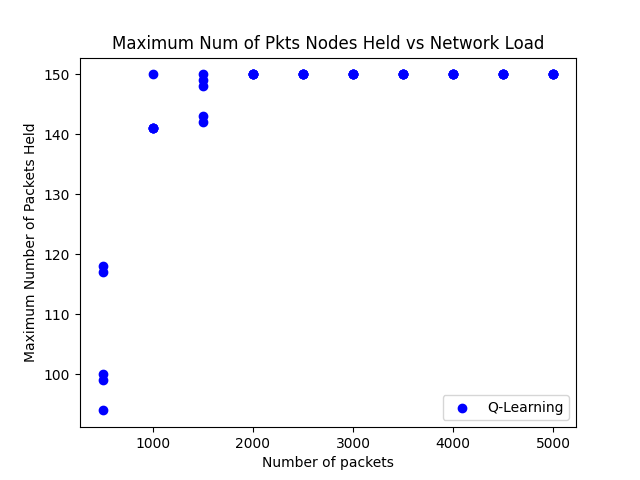 Maximum Num of Pkts Nodes Held vs Network Load
Maximum Number of Packets Held
150
140
130
120
110
100
Q-Learning
1000 2000 3000 4000 5000
Number of packets